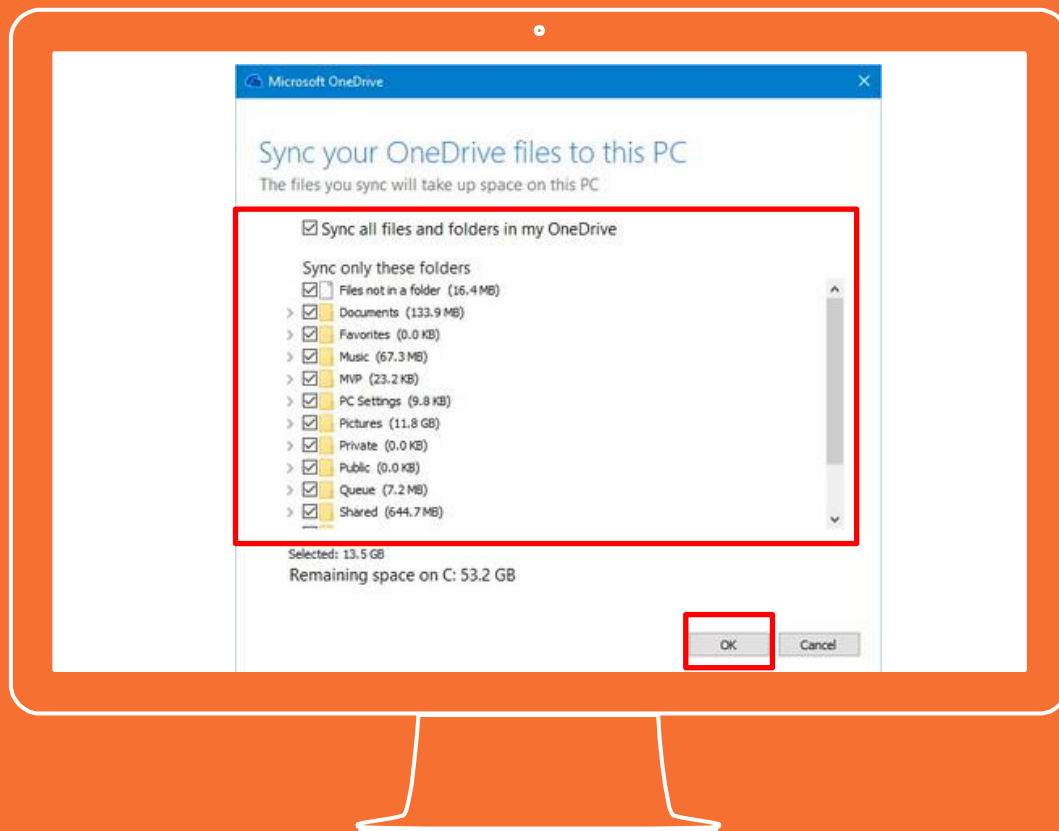 Microsoft OneDrive
Sync your OneDrive files to this PC
The files you sync will take up space on this PC
Sync all files and folders in my OneDrive
Sync only these folders
Files not in a folder (16.4 MB)
Documents (133.9 MB)
Favorites (0.0 KB)
Music (67.3 MB)
MVP (23.2 KB)
PC Settings (9.8 KB)
Pictures (11.8 GB)
Private (0.0 KB)
Public (0.0 KB)
Queue (7.2 MB)
Shared (644.7 MB)
Selected: 13.5 GB
Remaining space on C: 53.2 GB
OK Cancel